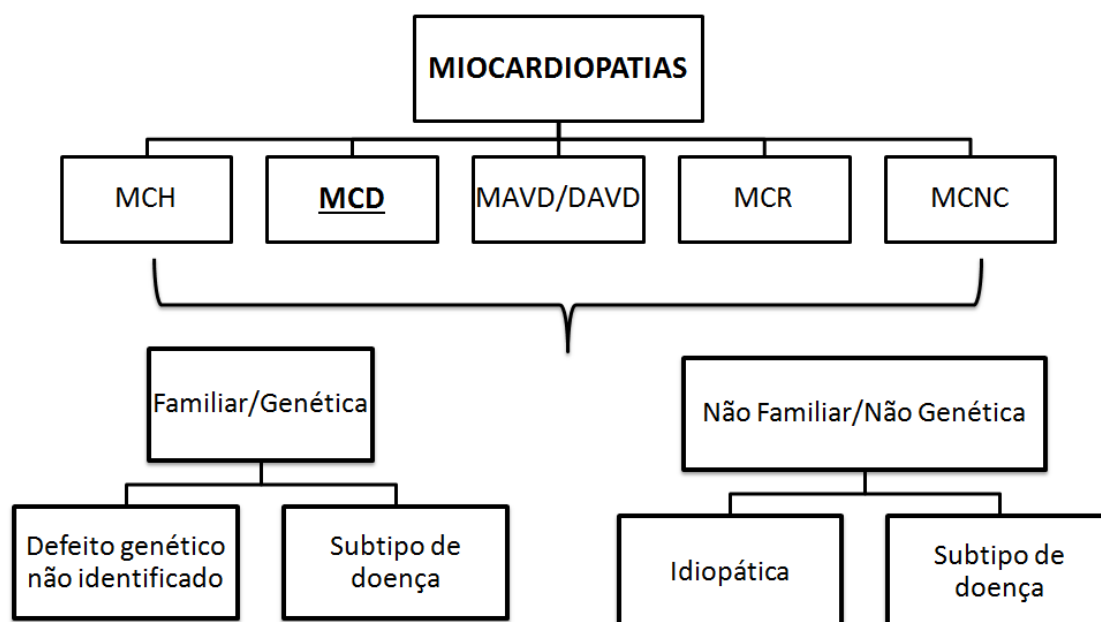 MIOCARDIOPATIAS
MCH
MCD
MAVD/DAVD
MCR
MCNC
Familiar/Genética
Não Familiar/Não Genética
Defeito genético
não identificado
Subtipo de
doença
Idiopática
Subtipo de
doença